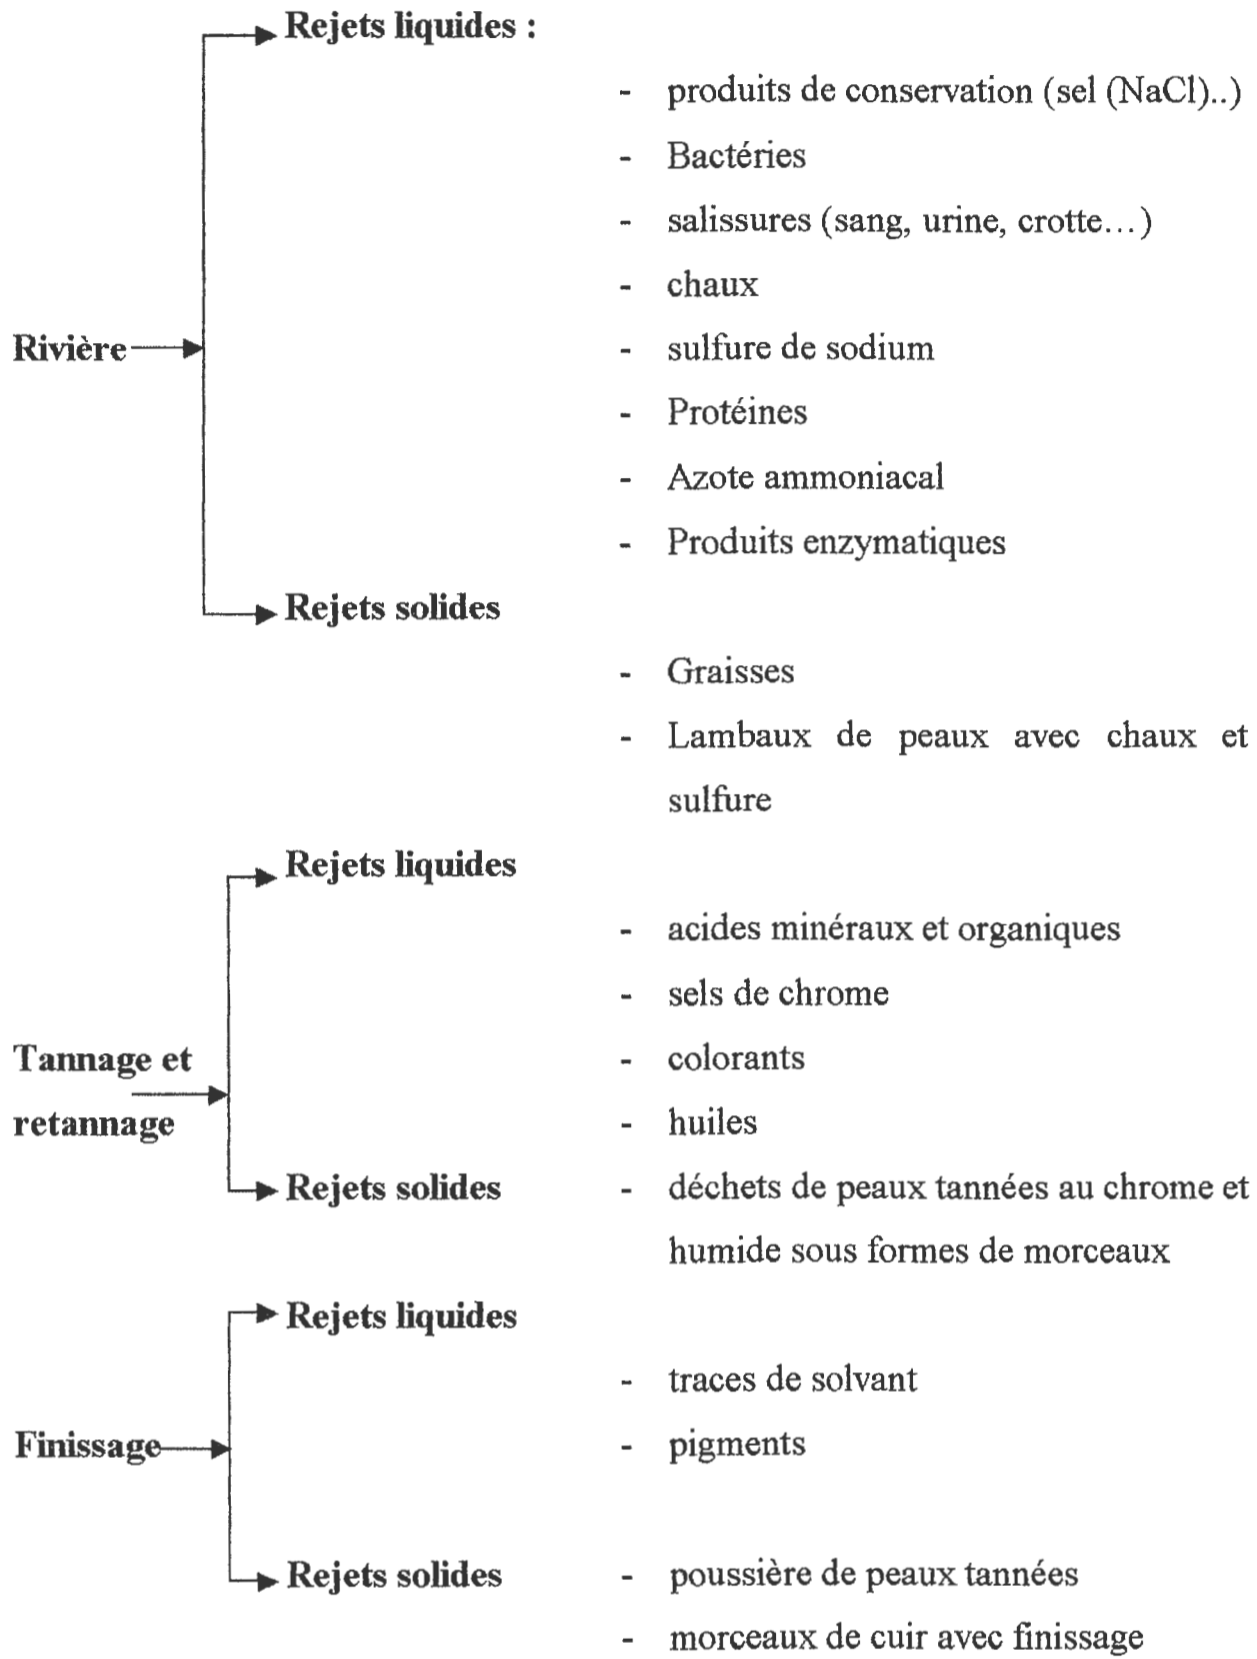 Rejets liquides :
- produits de conservation (sel (NaCl)..)
- Bactéries
- salissures (sang, urine, crotte...)
- chaux
Rivière
- sulfure de sodium
- Protéines
- Azote ammoniacal
- Produits enzymatiques
Rejets solides
- Graisses
- Lambaux de peaux avec chaux et
sulfure
Rejets liquides
- acides minéraux et organiques
- sels de chrome
Tannage et
- colorants
retannage
- huiles
Rejets solides - déchets de peaux tannées au chrome et
humide sous formes de morceaux
Rejets liquides
- traces de solvant
Finissage
- pigments
Rejets solides - poussière de peaux tannées
- morceaux de cuir avec finissage